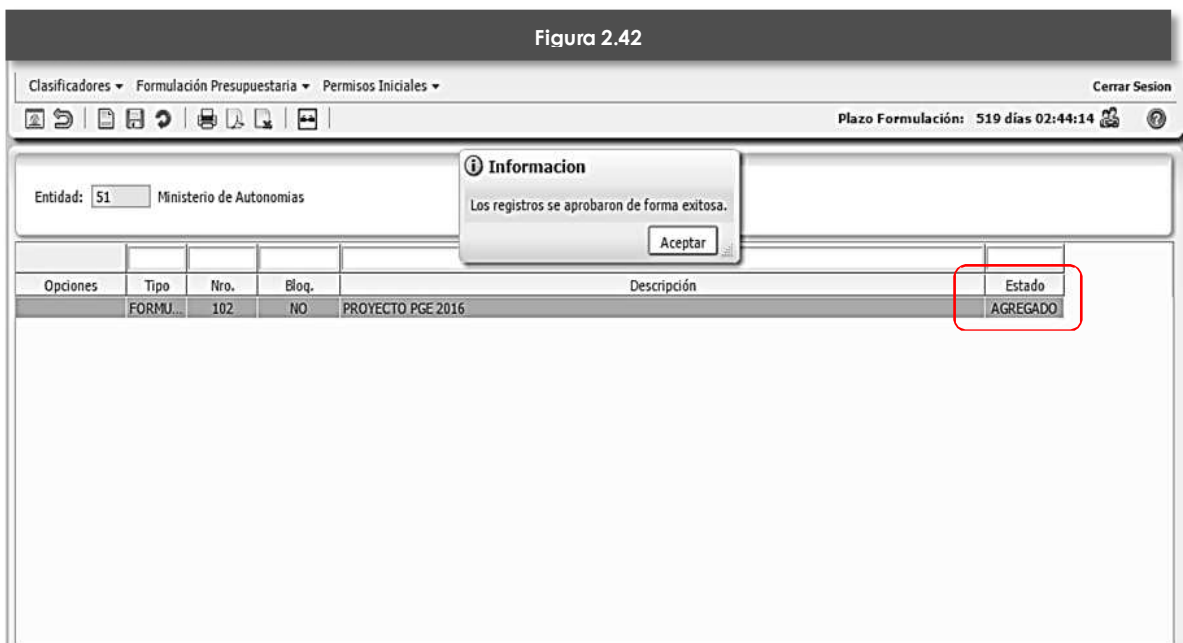 Figura 2.42
Clasificadores Formulación Presupuestaria Permisos Iniciales Cerrar Sesion
Plazo Formulación: 519 días 02:44:14
Informacion
Entidad: 51 Ministerio de Autonomias
Los registros se aprobaron de forma exitosa.
Aceptar
Opciones Tipo Nro. Bloq. Descripción Estado
FORMU... 102 NO PROYECTO PGE 2016 AGREGADO